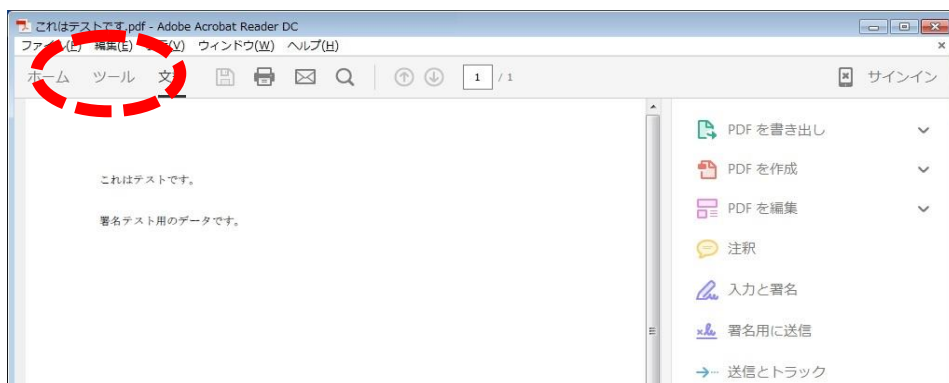 これはテストです.pdf - Adobe Acrobat Reader DC
ファイル(F) 編集(E) (V) ウィンドウ(W) ヘルプ(H)
ホーム ツール 文 1 / 1 サインイン
PDF を書き出し
これはテストです。
PDF を作成
署名テスト用のデータです。
PDF を編集
注釈
入力と署名
署名用に送信
送信とトラック